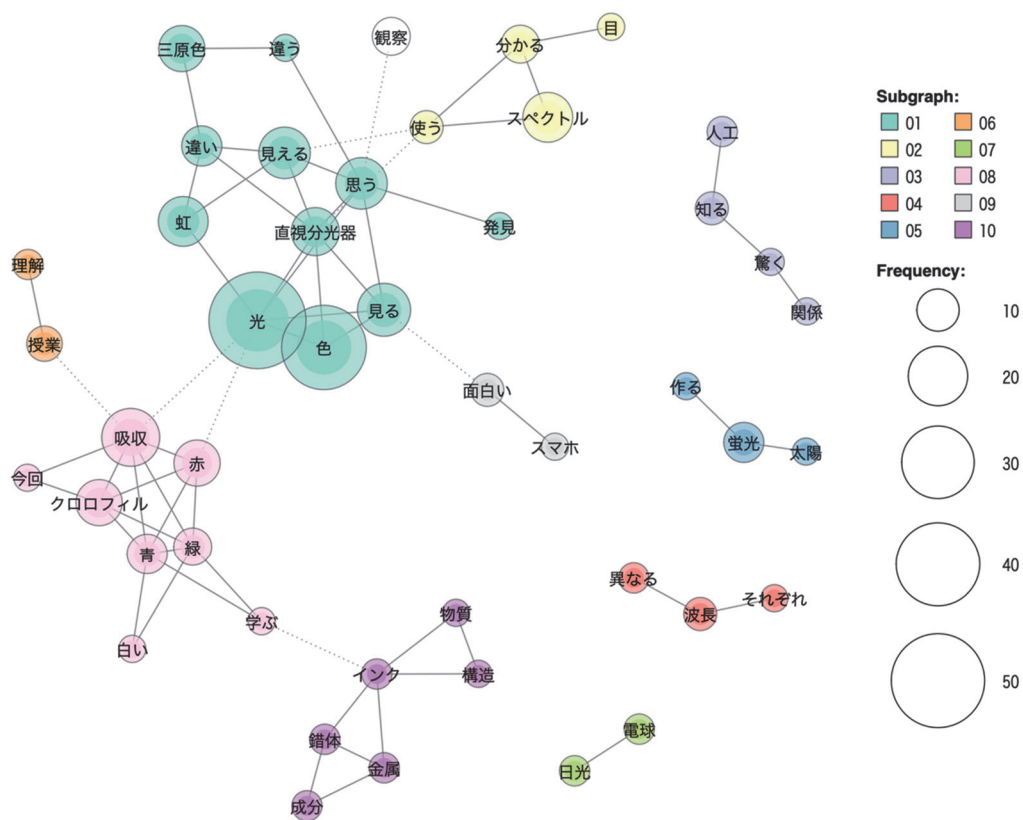 三原色
違う
観察
分かる
目
スペクトル
使う
違い
見える
思う
虹
直視分光器
発見
光
色
見る
理解
授業
面白い
スマホ
吸収
赤
今回
クロロフィル
青
緑
学ぶ
白い
物質
インク
構造
錯体
金属
成分
人工
知る
驚く
関係
作る
蛍光
太陽
異なる
波長
それぞれ
電球
日光
Subgraph:
01 06
02 07
03 08
04 09
05 10
Frequency:
10
20
30
40
50